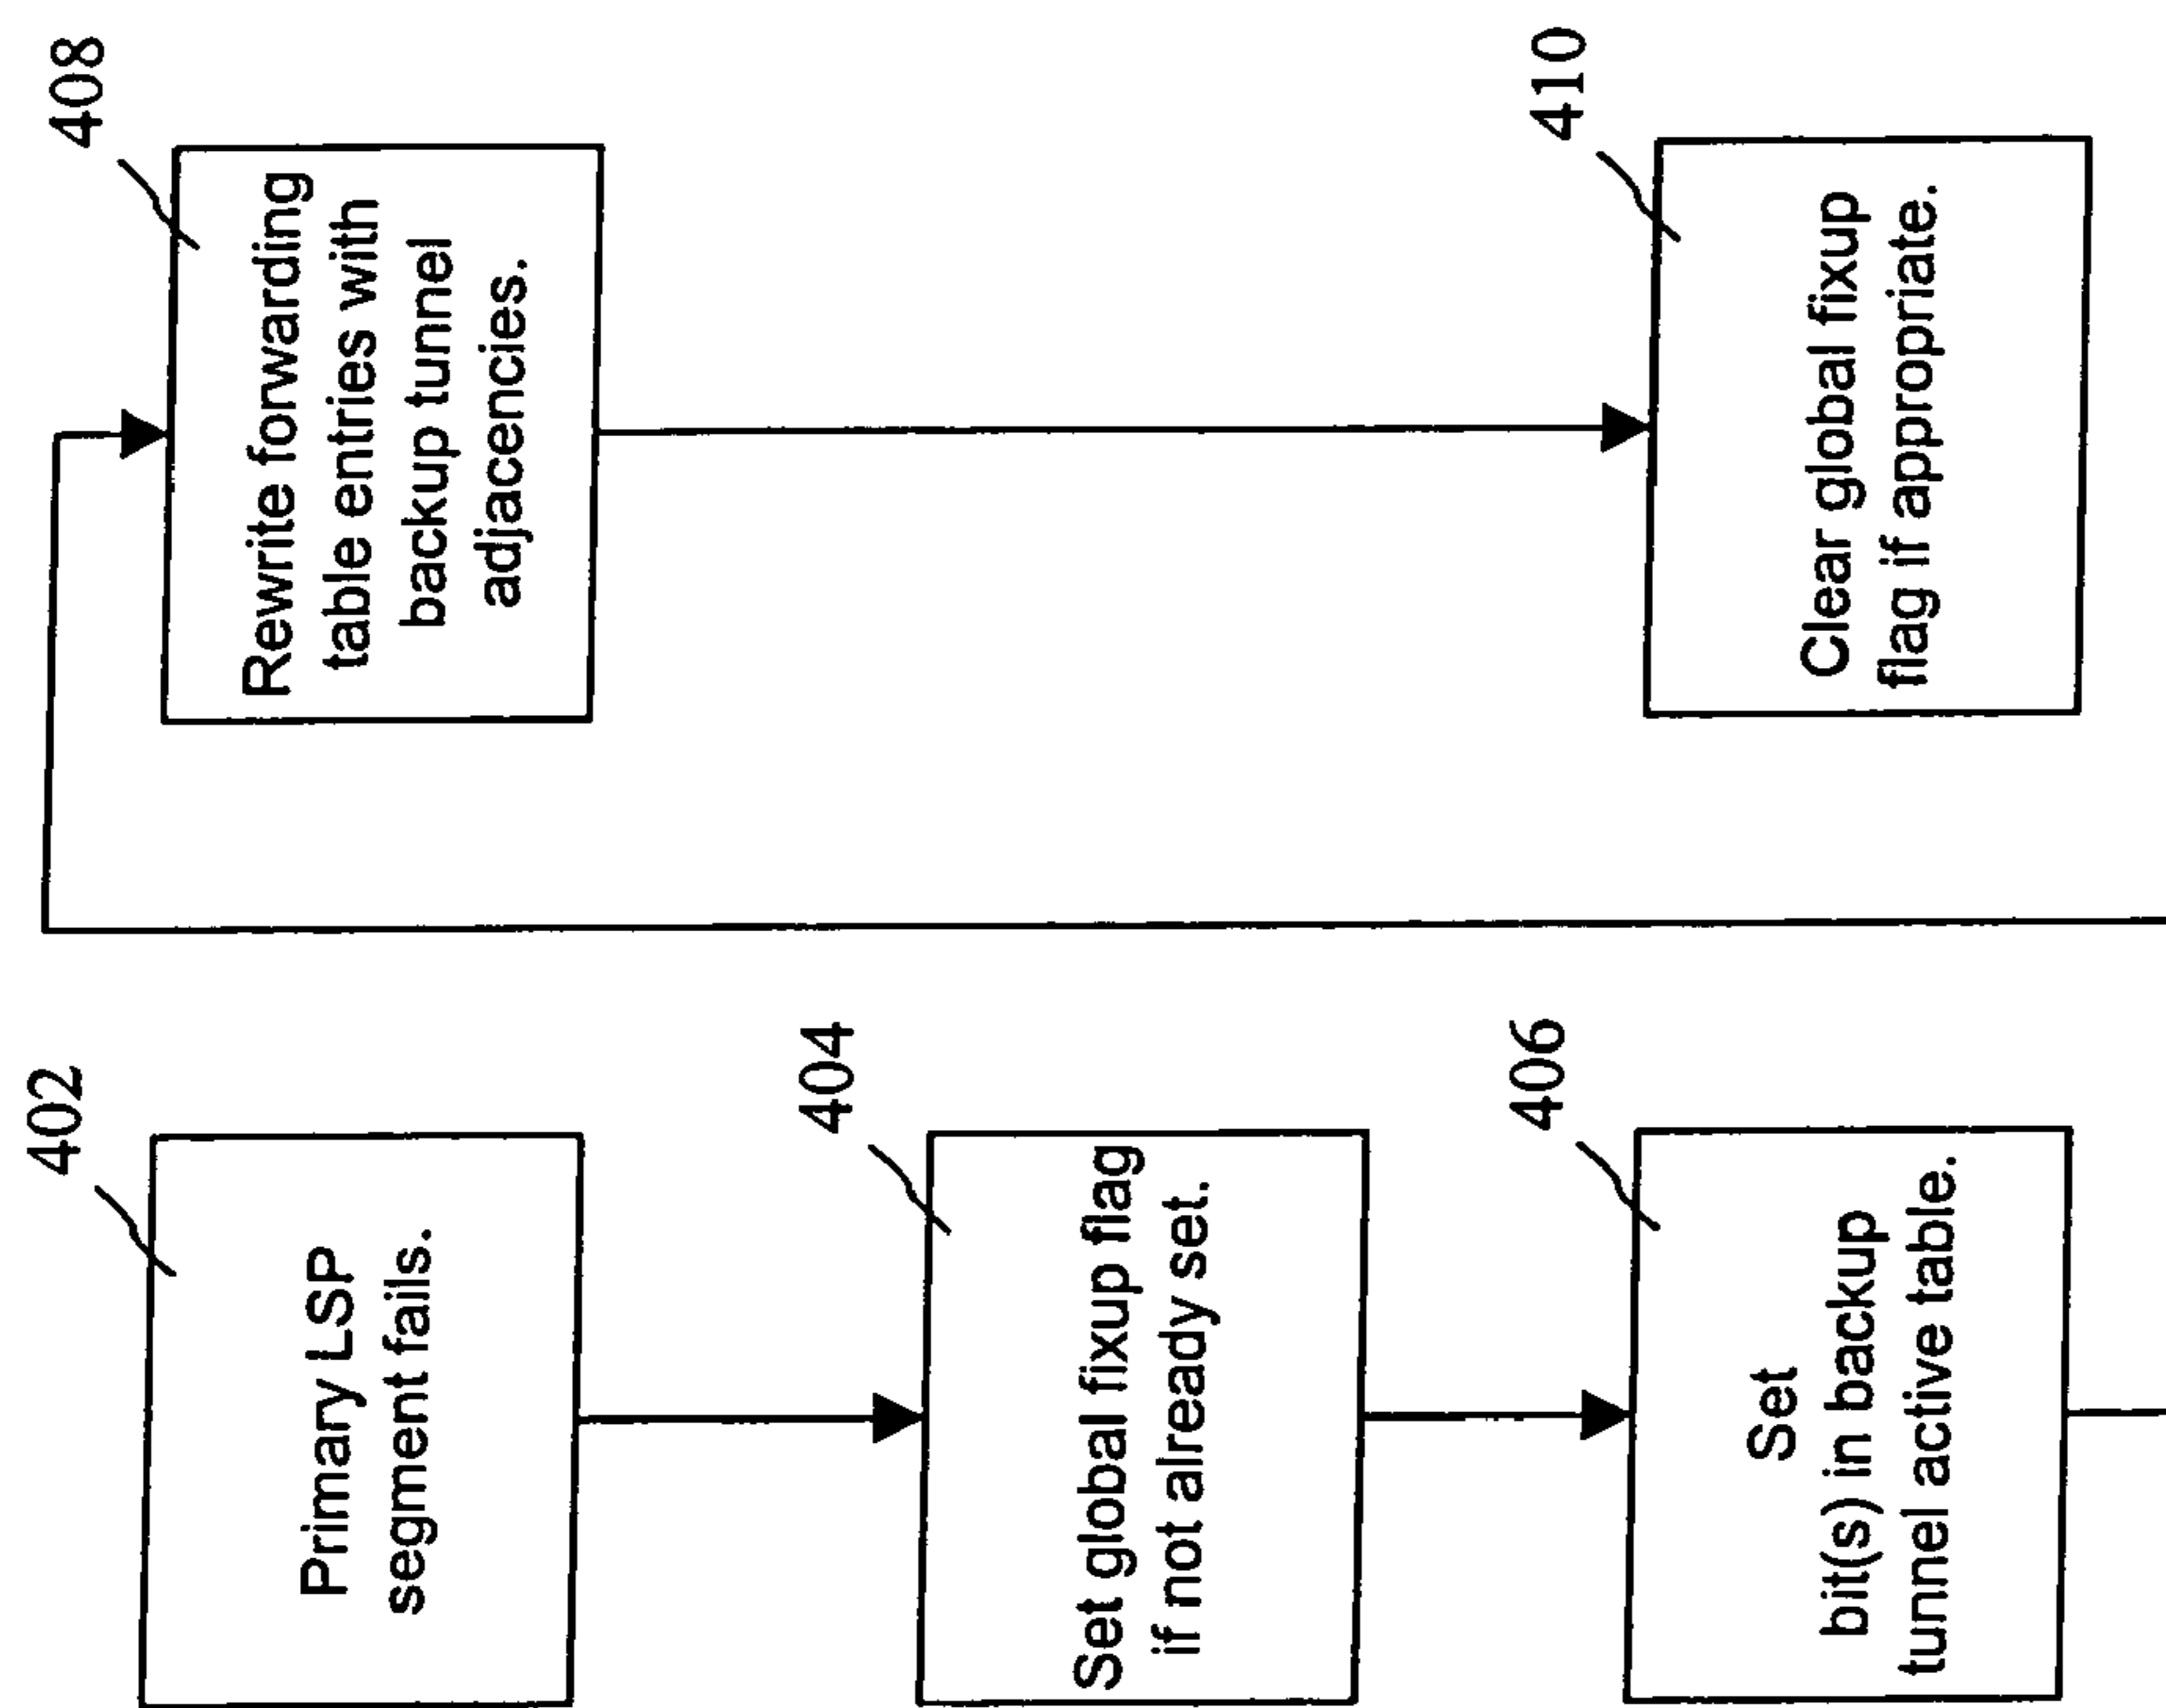 402
Primary LSP
segment fails.
404
Set global fixup flag
if not already set.
406
Set
bit(s) in backup
tunnel active table.
408
Rewrite forwarding
table entries with
backup tunnel
adjacencies.
410
Clear global fixup
flag if appropriate.